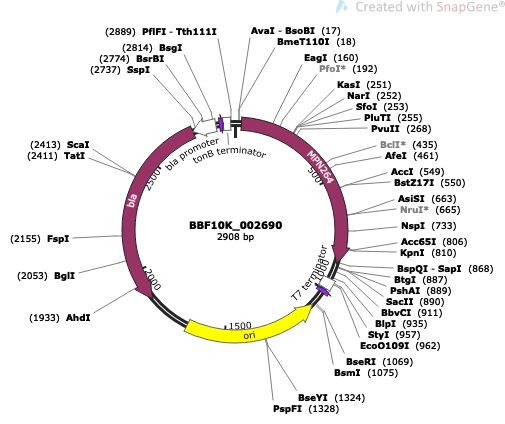 Created with SnapGene®
(2889) PflFI - Tth111I
(2814) BsgI
(2774) BsrBI
(2737) SspI
AvaI - BsoBI (17)
BmeT110I (18)
EagI (160)
PfoI* (192)
KasI (251)
NarI (252)
SfoI (253)
PluTI (255)
PvuII (268)
BclI* (435)
AfeI (461)
AccI (549)
BstZ17I (550)
AsiSI (663)
NruI* (665)
NspI (733)
Acc65I (806)
KpnI (810)
BspQI - SapI (868)
BtgI (887)
PshAI (889)
SacII (890)
BbvCI (911)
BlpI (935)
StyI (957)
EcoO109I (962)
BseRI (1069)
BsmI (1075)
BseYI (1324)
PspFI (1328)
(2413) ScaI
(2411) TatI
(2155) FspI
(2053) BglI
(1933) AhdI
bla promoter
tonB terminator
MPN264
T7 terminator
ori
bla
500
1000
1500
2000
2500
BBF10K_002690
2908 bp